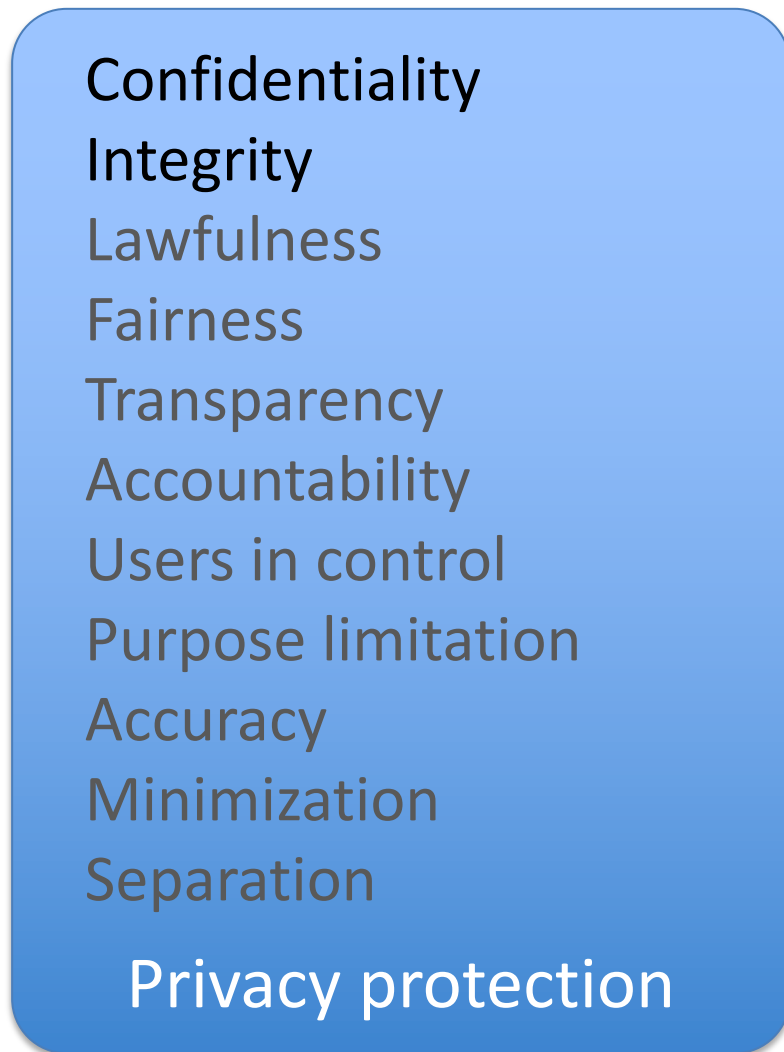 Confidentiality
Integrity
Lawfulness
Fairness
Transparency
Accountability
Users in control
Purpose limitation
Accuracy
Minimization
Separation
Privacy protection